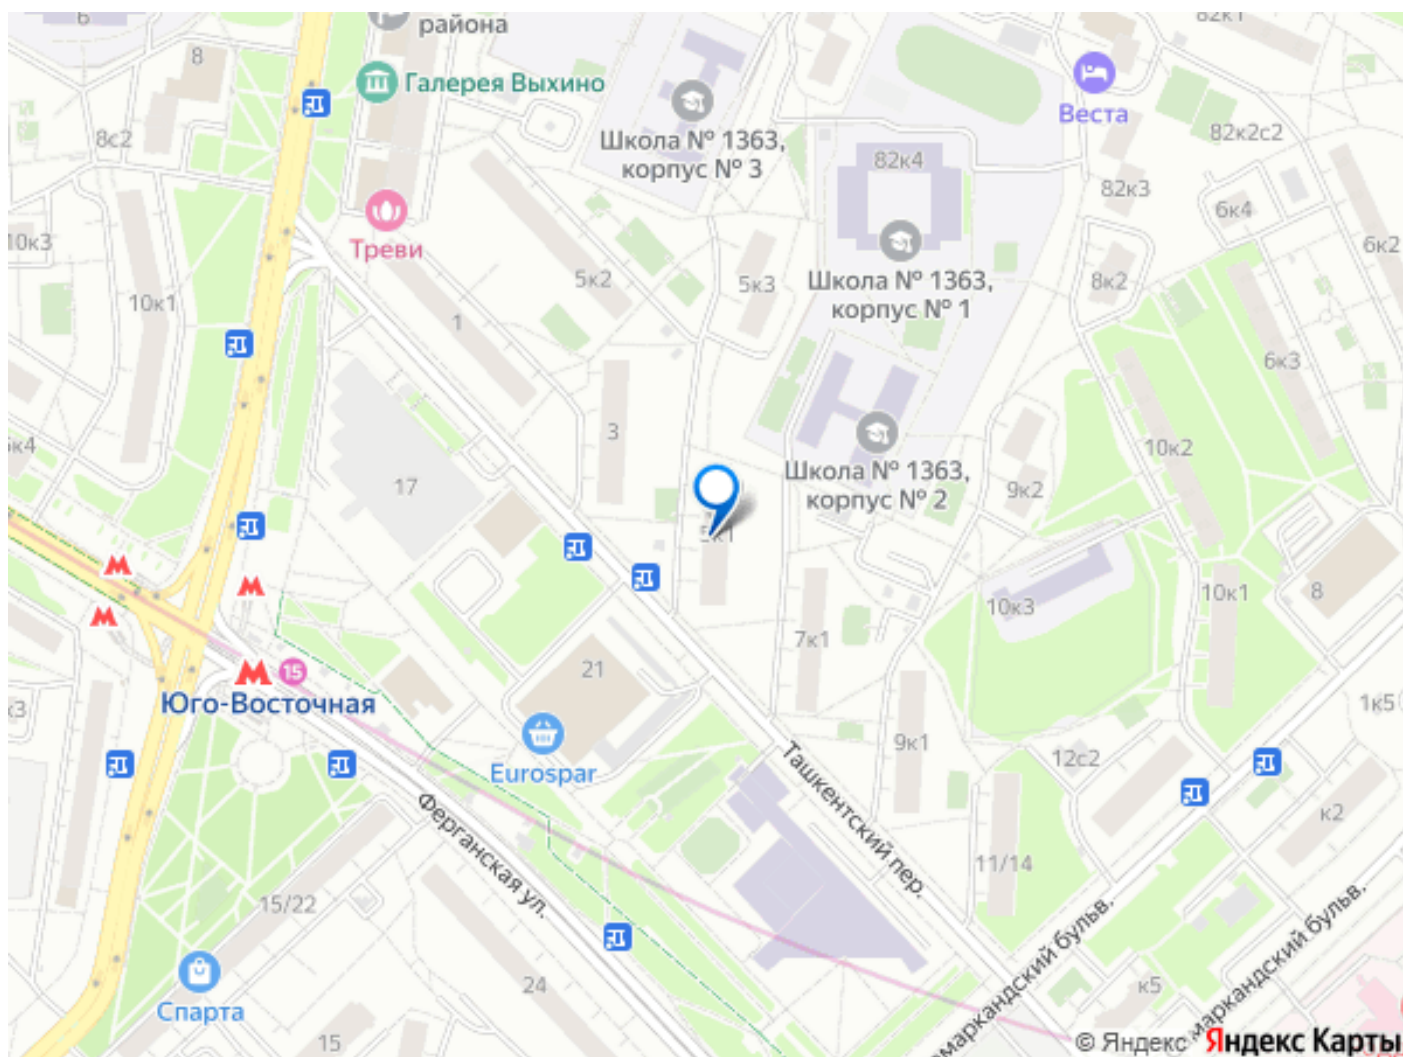 6
района
82к1
8
Галерея Выхино
Веста
8с2
Школа № 1363,
корпус № 3
82к4
82к2с2
82к3
6к4
10к3
Треви
6к2
5к2
5к3
Школа № 1363,
корпус № 1
8к2
10к1
1
6к3
3
10к2
17
Школа № 1363,
корпус № 2
9к2
10к3
10к1
8
7к1
21
15
Юго-Восточная
1к5
9к1
12с2
Eurospar
Ташкентский пер.
Ферганская ул.
к2
11/14
15/22
24
к5
Спарта
15
© Яндекс Яндекс Карты